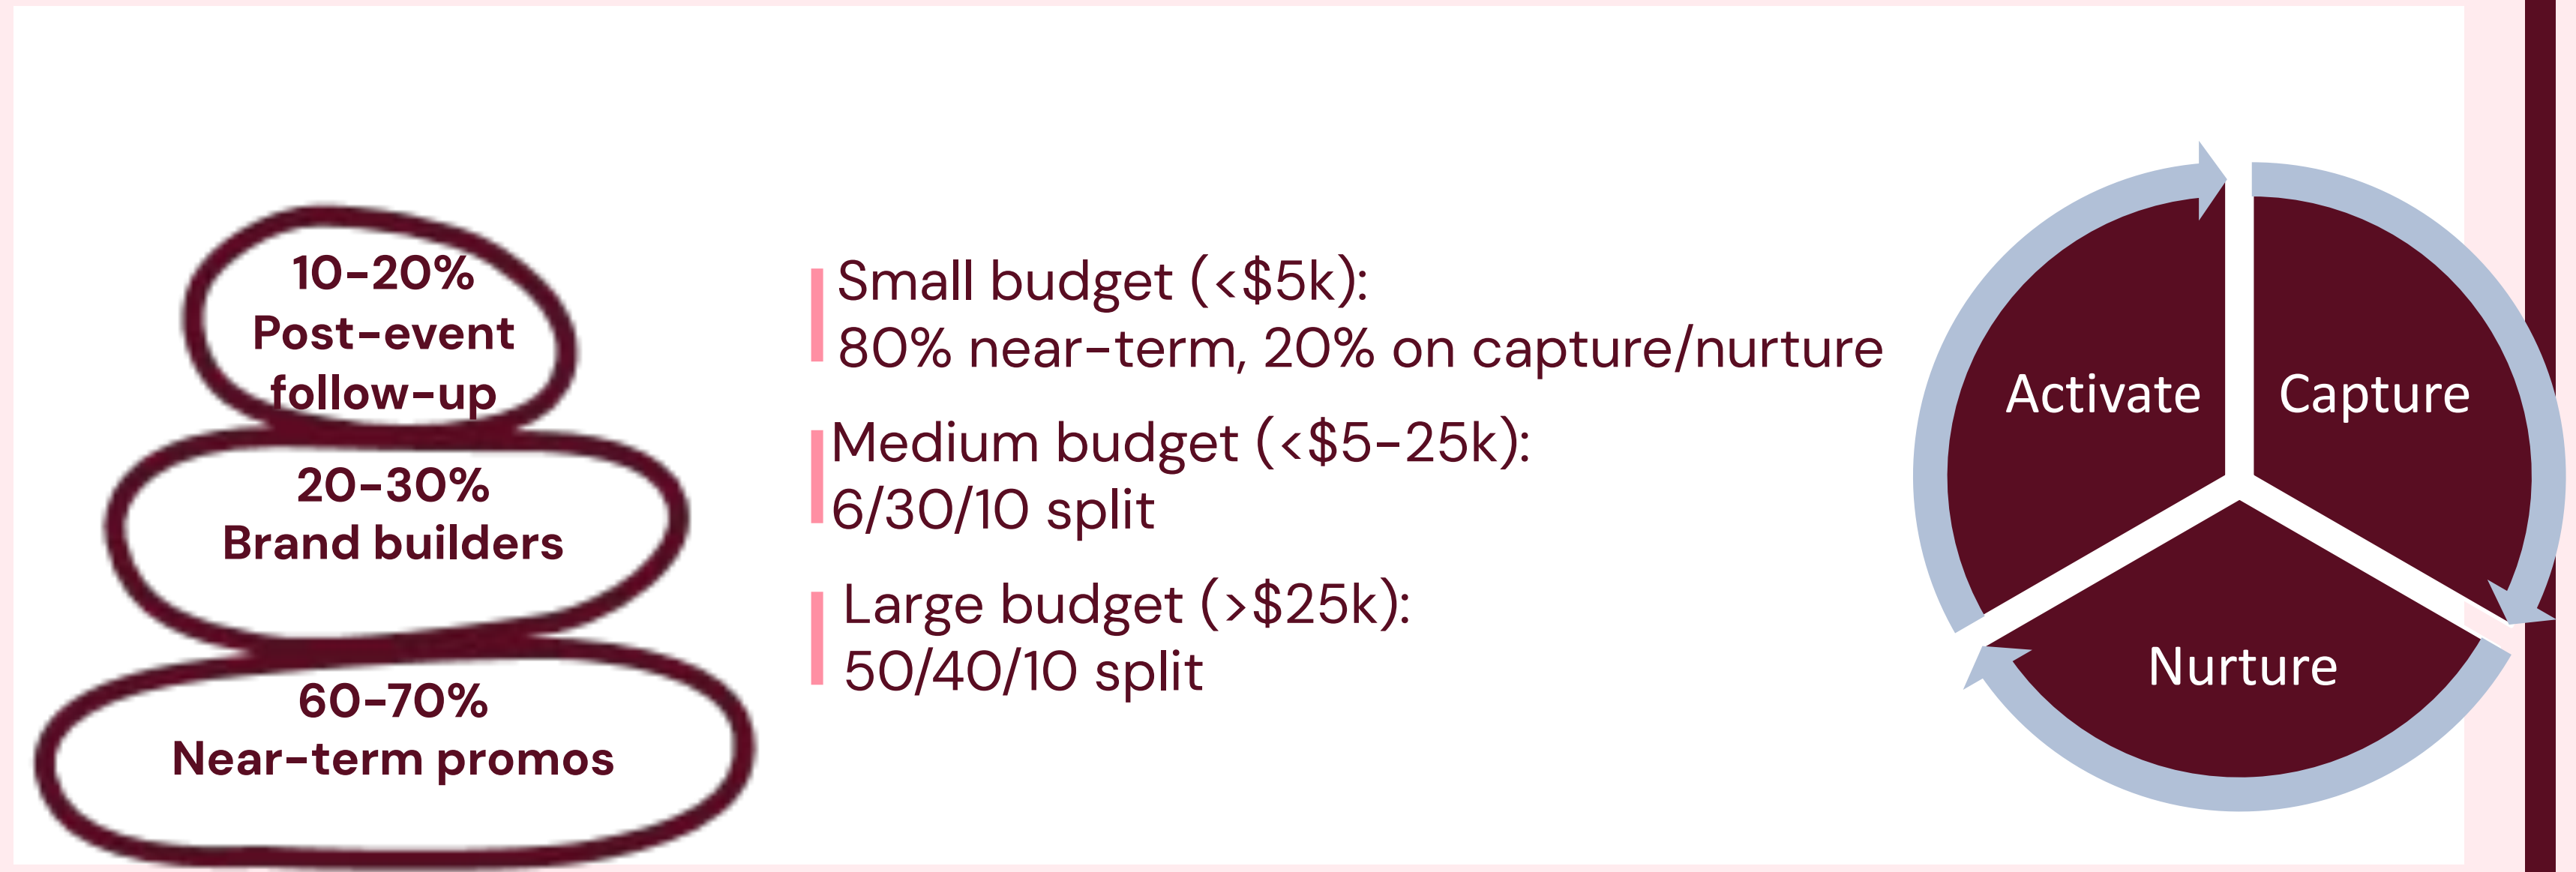 10-20%
Post-event
follow-up
20-30%
Brand builders
60-70%
Near-term promos
Small budget (<$5k):
80% near-term, 20% on capture/nurture
Medium budget (<$5-25k):
6/30/10 split
Large budget (>$25k):
50/40/10 split
Activate
Capture
Nurture